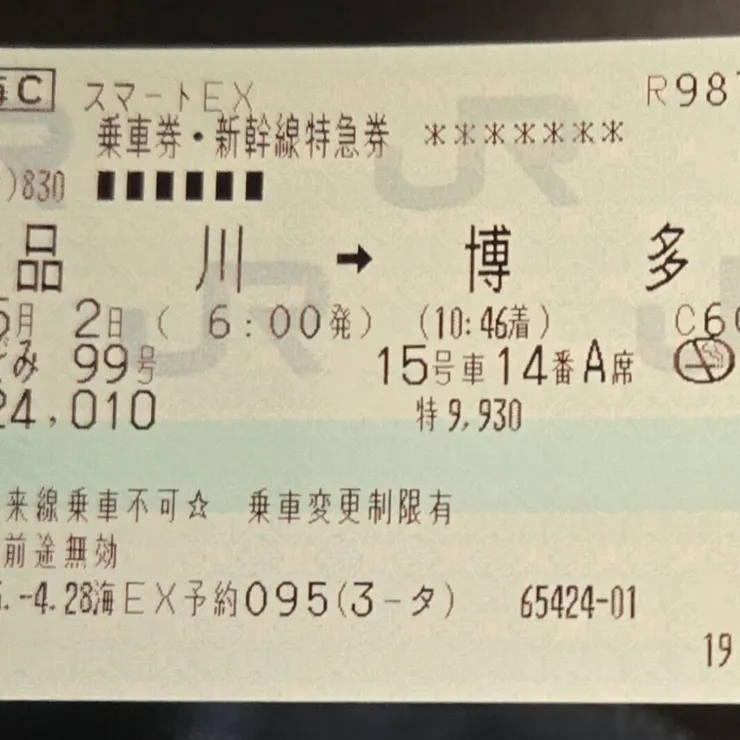 C スマートEX R987
乗車券・新幹線特急券 *******
)830 ■■■■■■
品川 → 博多
5月 2日 ( 6:00発) (10:46着) C60
ぞみ 99号 15号車14番A席
24,010 特9,930
来線乗車不可☆ 乗車変更制限有
前途無効
-4.28海EX予約095(3-タ) 65424-01
19